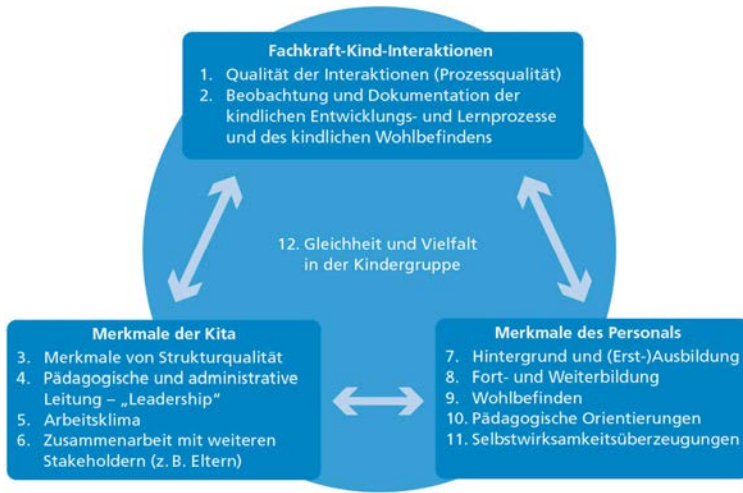 Fachkraft-Kind-Interaktionen
1. Qualität der Interaktionen (Prozessqualität)
2. Beobachtung und Dokumentation der
kindlichen Entwicklungs- und Lernprozesse
und des kindlichen Wohlbefindens
12. Gleichheit und Vielfalt
in der Kindergruppe
Merkmale der Kita
3. Merkmale von Strukturqualität
4. Pädagogische und administrative
Leitung – „Leadership“
5. Arbeitsklima
6. Zusammenarbeit mit weiteren
Stakeholdern (z. B. Eltern)
Merkmale des Personals
7. Hintergrund und (Erst-)Ausbildung
8. Fort- und Weiterbildung
9. Wohlbefinden
10. Pädagogische Orientierungen
11. Selbstwirksamkeitsüberzeugungen